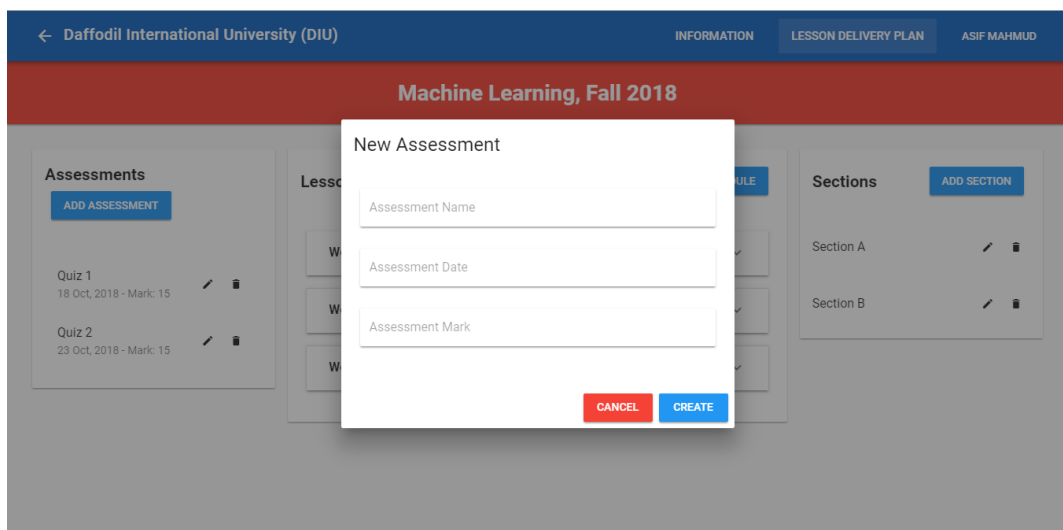 Daffodil International University (DIU)
INFORMATION
LESSON DELIVERY PLAN
ASIF MAHMUD
Machine Learning, Fall 2018
Assessments
ADD ASSESSMENT
Quiz 1
18 Oct, 2018 - Mark: 15
Quiz 2
23 Oct, 2018 - Mark: 15
New Assessment
Assessment Name
Assessment Date
Assessment Mark
CANCEL
CREATE
Sections
ADD SECTION
Section A
Section B